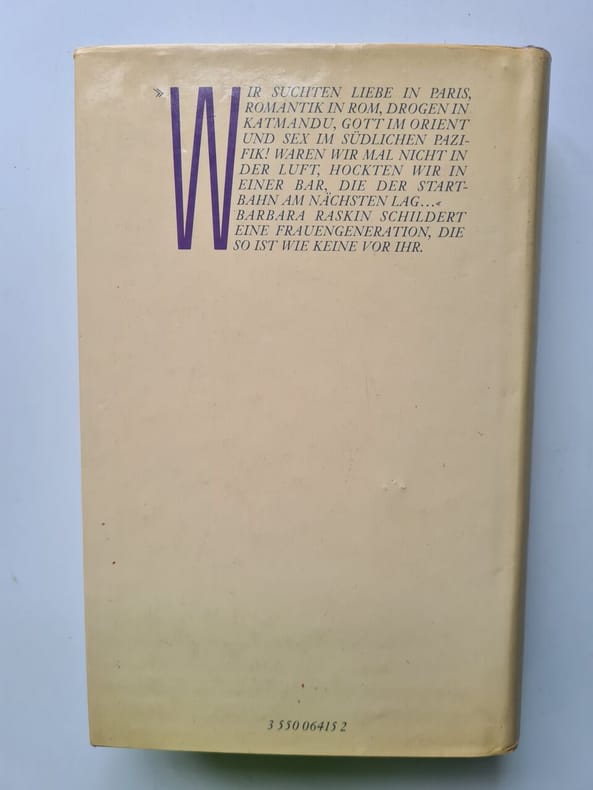 »WIR SUCHTEN LIEBE IN PARIS,
ROMANTIK IN ROM, DROGEN IN
KATMANDU, GOTT IM ORIENT
UND SEX IM SÜDLICHEN PAZI-
FIK! WAREN WIR MAL NICHT IN
DER LUFT, HOCKTEN WIR IN
EINER BAR, DIE DER START-
BAHN AM NÄCHSTEN LAG...«
BARBARA RASKIN SCHILDERT
EINE FRAUENGENERATION, DIE
SO IST WIE KEINE VOR IHR.
3 550 06415 2